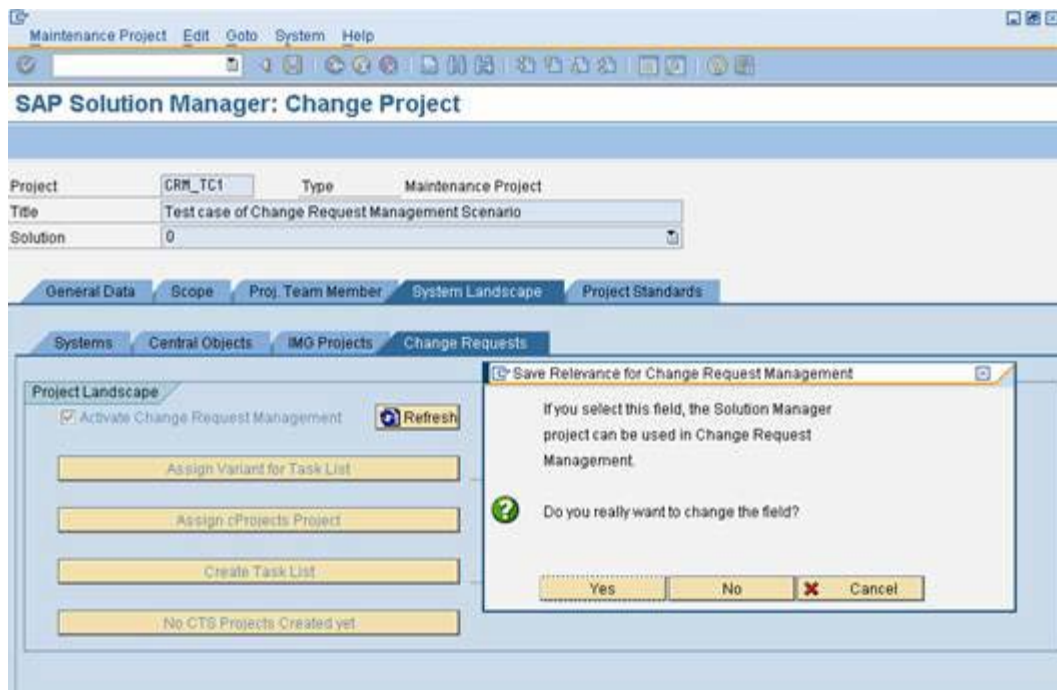 Maintenance Project Edit Goto System Help
SAP Solution Manager: Change Project
Project CRM_TC1 Type Maintenance Project
Title Test case of Change Request Management Scenario
Solution 0
General Data Scope Proj. Team Member System Landscape Project Standards
Systems Central Objects IMG Projects Change Requests
Project Landscape
Activate Change Request Management Refresh
Assign Variant for Task List
Assign cProjects Project
Create Task List
No CTS Projects Created yet
Save Relevance for Change Request Management
If you select this field, the Solution Manager
project can be used in Change Request
Management.
Do you really want to change the field?
Yes No Cancel